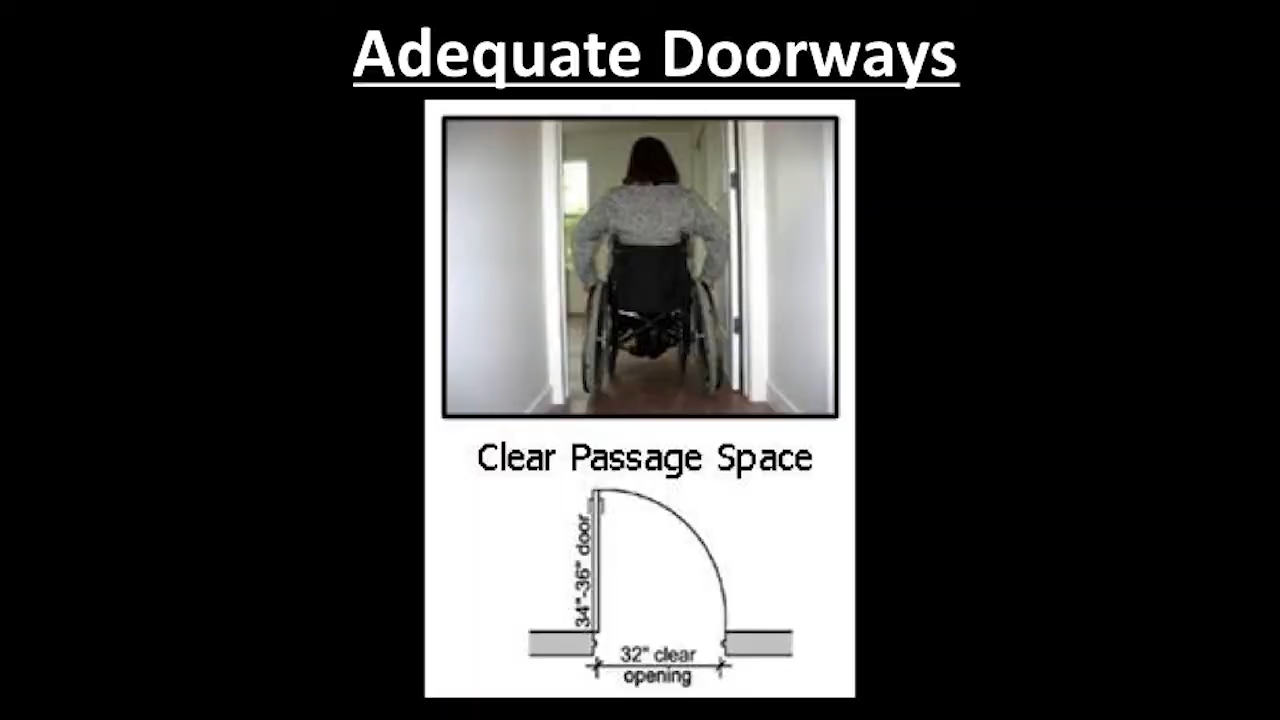 Adequate Doorways
Clear Passage Space
34"-36" door
32" clear
opening